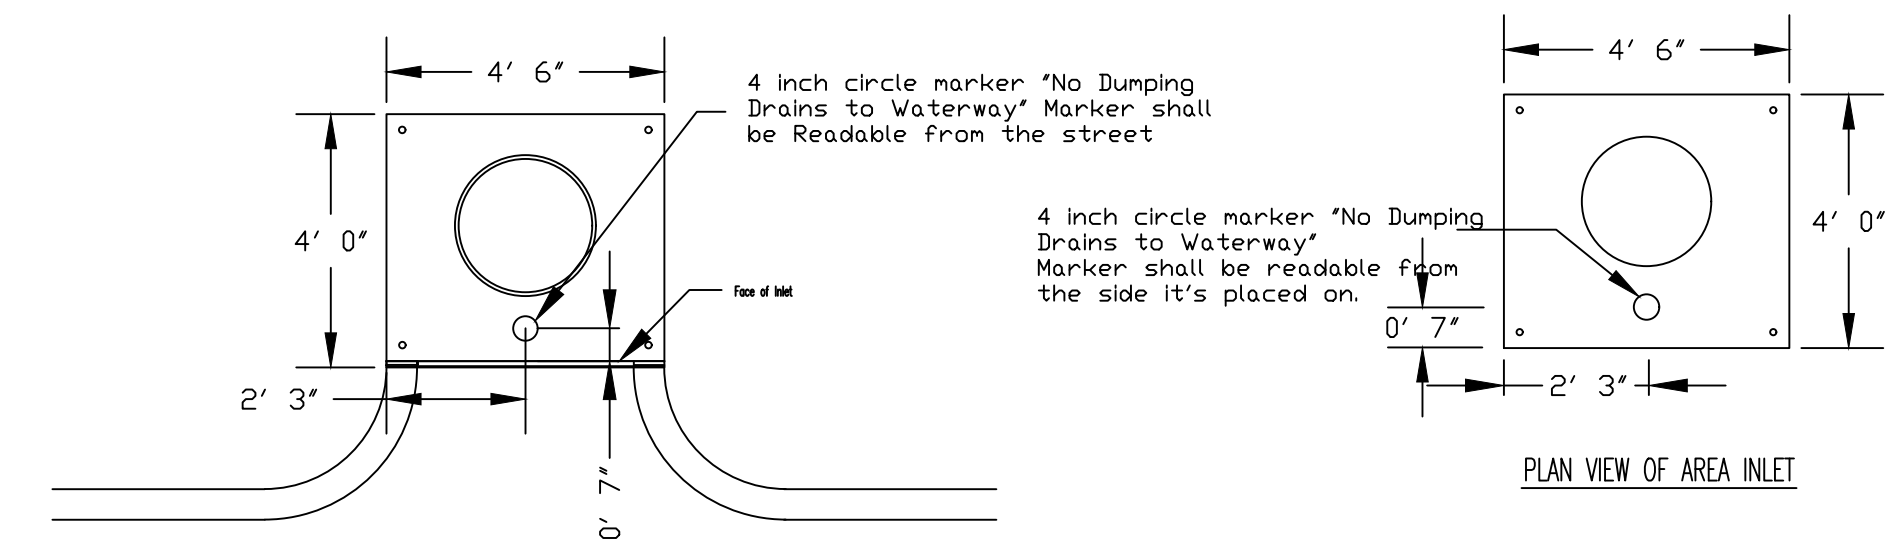 4' 6"
4 inch circle marker "No Dumping
Drains to Waterway" Marker shall
be Readable from the street
4' 0"
Face of Inlet
2' 3"
0' 7"
4' 6"
4 inch circle marker "No Dumping
Drains to Waterway"
Marker shall be readable from
the side it's placed on.
4' 0"
0' 7"
2' 3"
PLAN VIEW OF AREA INLET